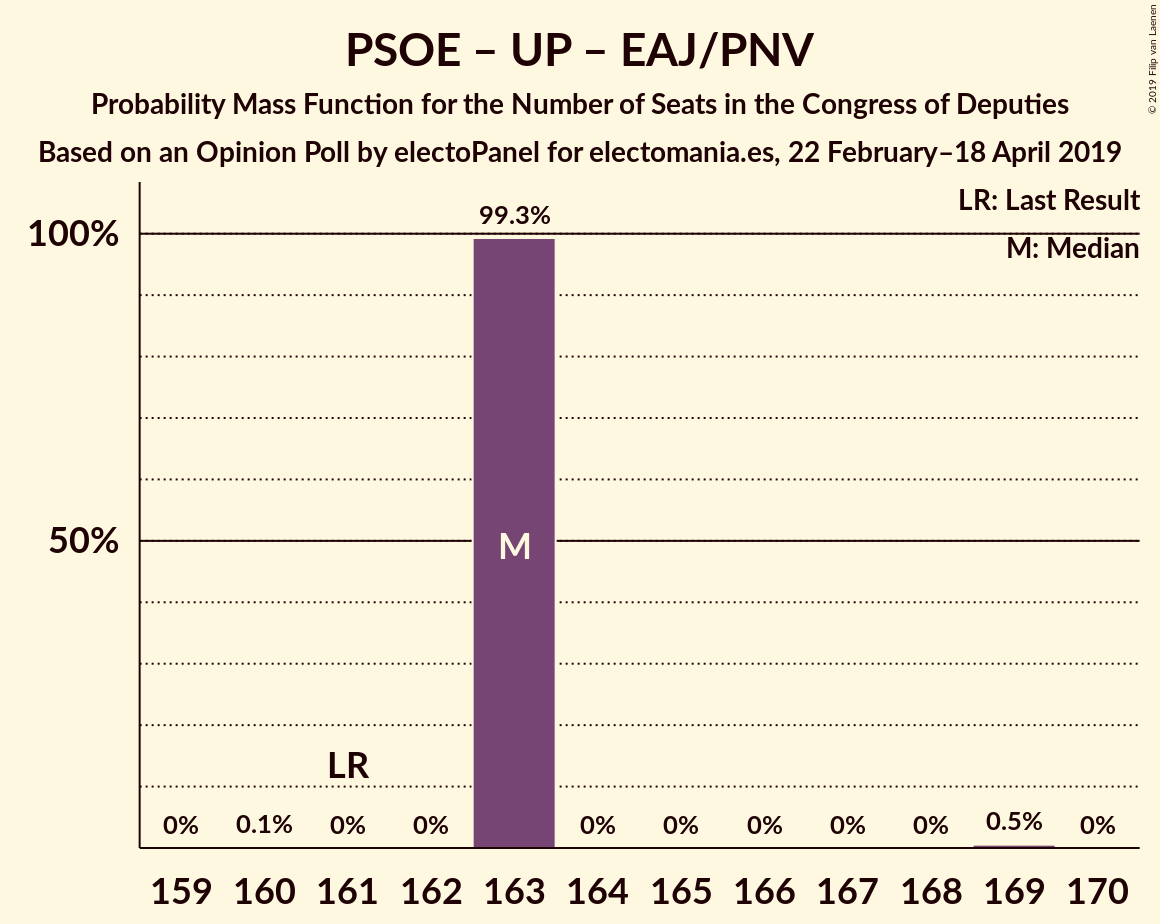 PSOE – UP – EAJ/PNV
Probability Mass Function for the Number of Seats in the Congress of Deputies
Based on an Opinion Poll by electoPanel for electomania.es, 22 February–18 April 2019
© 2019 Filip van Laenen
LR: Last Result
M: Median
100%
50%
99.3%
M
LR
0% 0.1% 0% 0% 0% 0% 0% 0% 0% 0.5% 0%
159 160 161 162 163 164 165 166 167 168 169 170